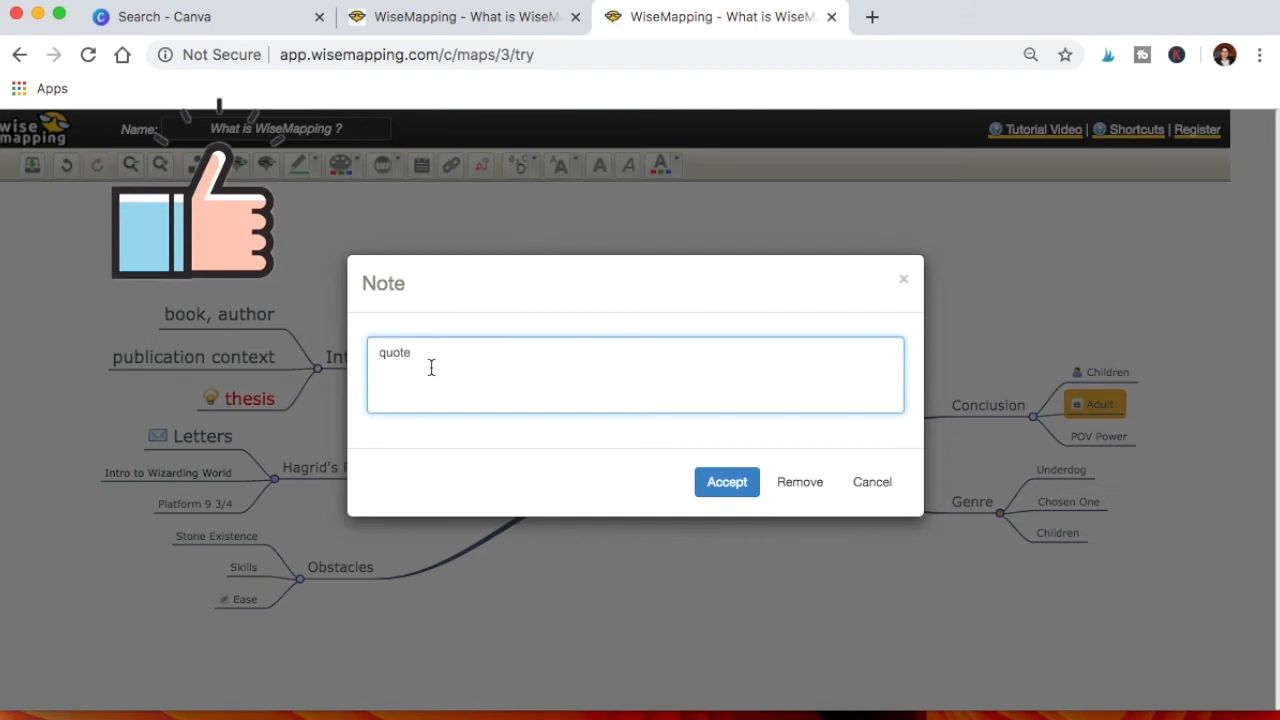 Search - Canva
WiseMapping - What is WiseM
WiseMapping - What is WiseM
Not Secure
app.wisemapping.com/c/maps/3/try
Apps
wise mapping
Name: What is WiseMapping ?
Tutorial Video | Shortcuts | Register
Note
quote
Accept
Remove
Cancel
book, author
publication context
thesis
Int
Letters
Intro to Wizarding World
Platform 9 3/4
Hagrid's
Stone Existence
Skills
Ease
Obstacles
Conclusion
Children
Adult
POV Power
Genre
Underdog
Chosen One
Children